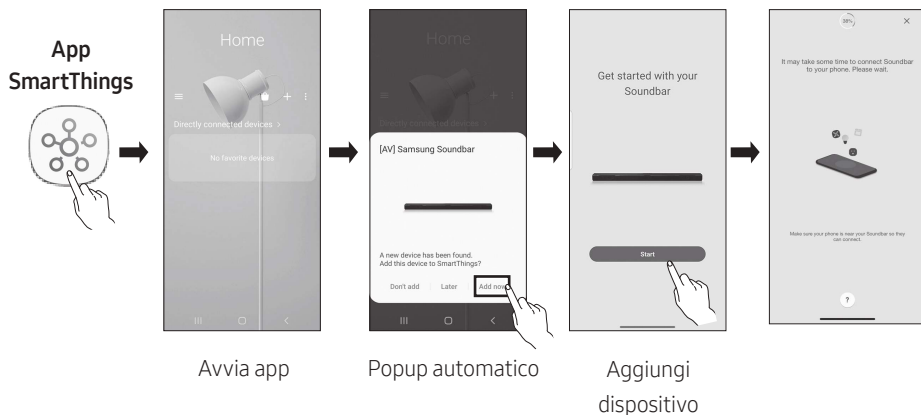 App
SmartThings
Home
Directly connected devices >
No favorite devices
Avvia app
Home
Directly connected devices >
[AV] Samsung Soundbar
A new device has been found.
Add this device to SmartThings?
Don't add
Later
Add now
Popup automatico
Get started with your
Soundbar
Start
Aggiungi
dispositivo
38%
It may take some time to connect Soundbar
to your phone. Please wait.
Make sure your phone is near your Soundbar so they
can connect.
?